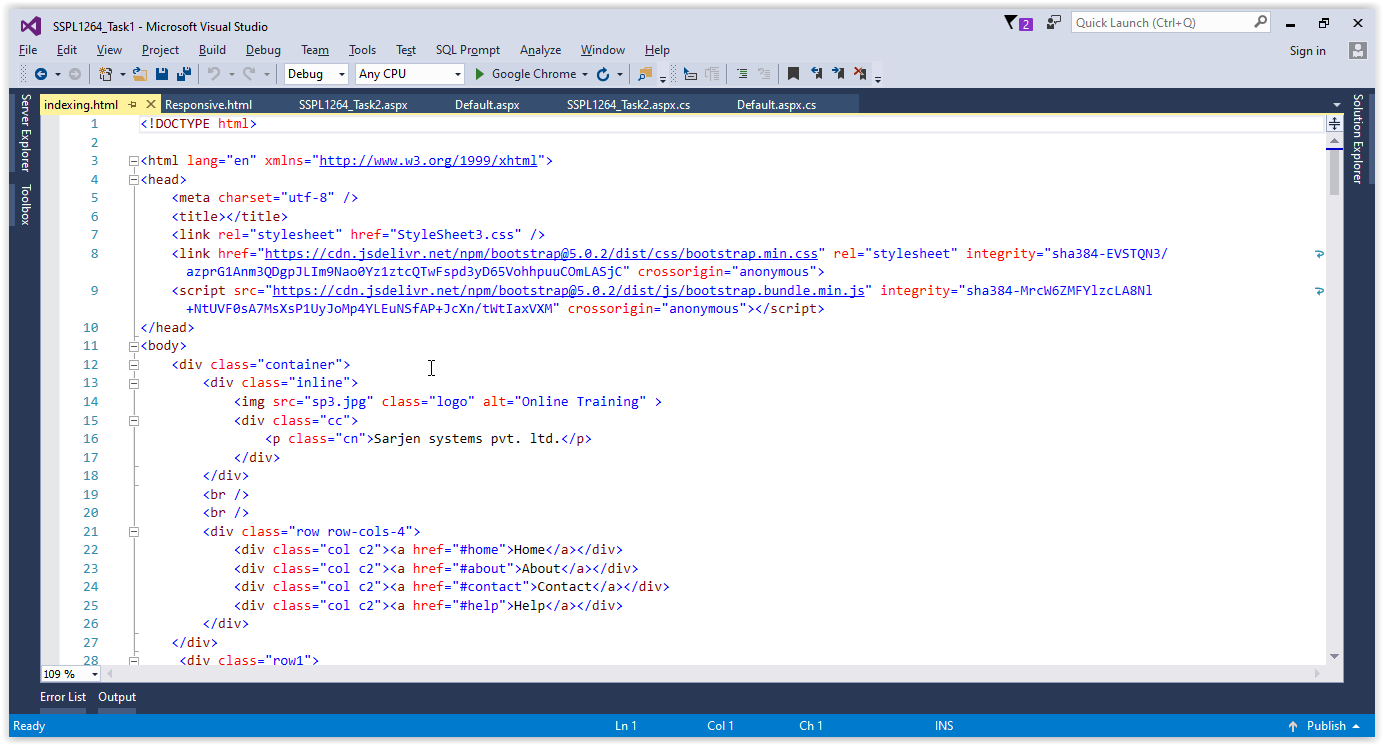 SSPL1264_Task1 - Microsoft Visual Studio
2
Quick Launch (Ctrl+Q)
File Edit View Project Build Debug Team Tools Test SQL Prompt Analyze Window Help
Sign in
Debug Any CPU Google Chrome
Server Explorer
Toolbox
Solution Explorer
indexing.html Responsive.html SSPL1264_Task2.aspx Default.aspx SSPL1264_Task2.aspx.cs Default.aspx.cs
1 <!DOCTYPE html>
2
3 <html lang="en" xmlns="http://www.w3.org/1999/xhtml">
4 <head>
5 <meta charset="utf-8" />
6 <title></title>
7 <link rel="stylesheet" href="StyleSheet3.css" />
8 <link href="https://cdn.jsdelivr.net/npm/bootstrap@5.0.2/dist/css/bootstrap.min.css" rel="stylesheet" integrity="sha384-EVSTQN3/
azprG1Anm3QDgpJLIm9Nao0Yz1ztcQTwFspd3yD65VohhpuuCOmLASjC" crossorigin="anonymous">
9 <script src="https://cdn.jsdelivr.net/npm/bootstrap@5.0.2/dist/js/bootstrap.bundle.min.js" integrity="sha384-MrcW6ZMFYlzcLA8Nl
+NtUVF0sA7MsXsP1UyJoMp4YLEuNSfAP+JcXn/tWtIaxVXM" crossorigin="anonymous"></script>
10 </head>
11 <body>
12 <div class="container">
13 <div class="inline">
14 <img src="sp3.jpg" class="logo" alt="Online Training" >
15 <div class="cc">
16 <p class="cn">Sarjen systems pvt. ltd.</p>
17 </div>
18 </div>
19 <br />
20 <br />
21 <div class="row row-cols-4">
22 <div class="col c2"><a href="#home">Home</a></div>
23 <div class="col c2"><a href="#about">About</a></div>
24 <div class="col c2"><a href="#contact">Contact</a></div>
25 <div class="col c2"><a href="#help">Help</a></div>
26 </div>
27 </div>
28 <div class="row1">
109 %
Error List Output
Ready Ln 1 Col 1 Ch 1 INS Publish